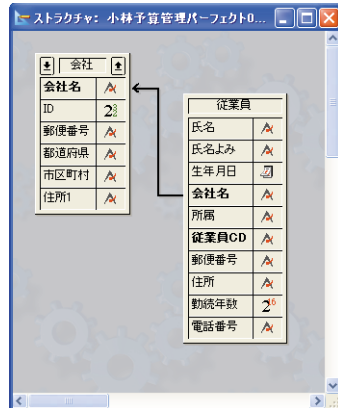 ストラクチャ： 小林予算管理パーフェクト0...
会社
会社名
ID
郵便番号
都道府県
市区町村
住所1
従業員
氏名
氏名よみ
生年月日
会社名
所属
従業員CD
郵便番号
住所
勤続年数
電話番号